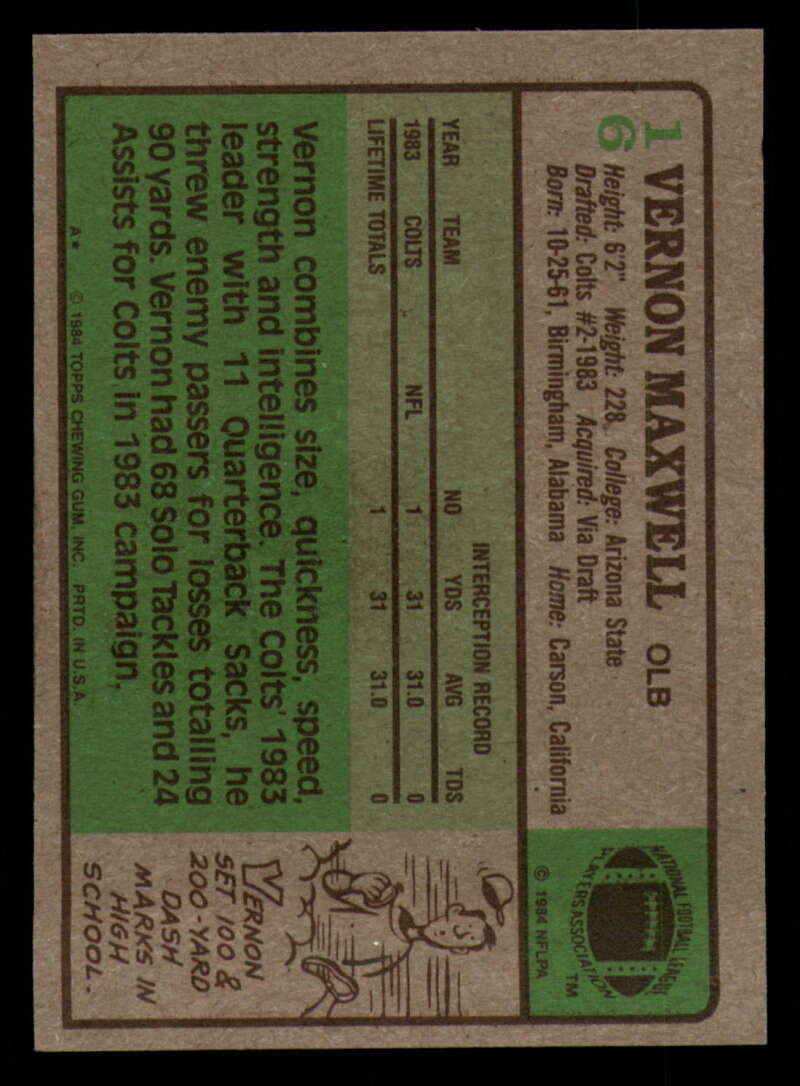 16
VERNON MAXWELL OLB
Height: 6'2" Weight: 228 College: Arizona State
Drafted: Colts #2-1983 Acquired: Via Draft
Born: 10-25-61, Birmingham, Alabama Home: Carson, California
NATIONAL FOOTBALL LEAGUE
PLAYERS ASSOCIATION
TM
© 1984 NFLPA
INTERCEPTION RECORD
YEAR TEAM NO YDS AVG TDS
1983 COLTS NFL 1 31 31.0 0
LIFETIME TOTALS 1 31 31.0 0
Vernon combines size, quickness, speed,
strength and intelligence. The Colts' 1983
leader with 11 Quarterback Sacks, he
threw enemy passers for losses totalling
90 yards. Vernon had 68 Solo Tackles and 24
Assists for Colts in 1983 campaign.
A* © 1984 TOPPS CHEWING GUM, INC. PRTD. IN U.S.A.
VERNON
SET 100 &
200-YARD
DASH
MARKS IN
HIGH
SCHOOL.